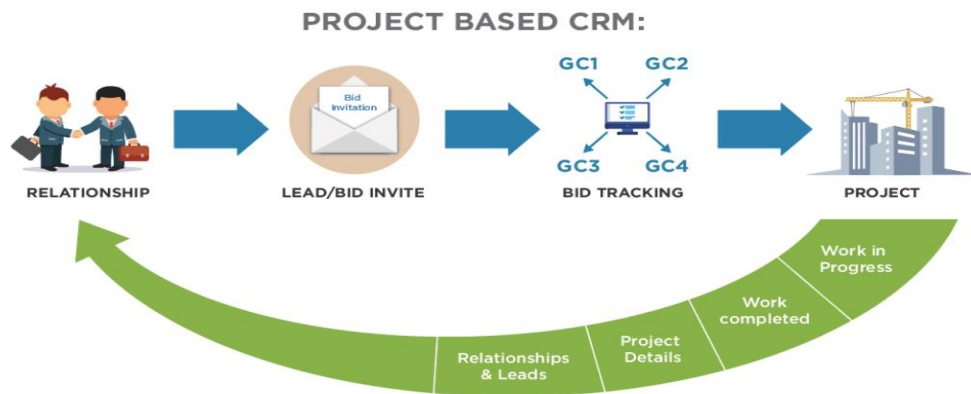 PROJECT BASED CRM:
Bid
Invitation
GC1
GC2
GC3
GC4
RELATIONSHIP
LEAD/BID INVITE
BID TRACKING
PROJECT
Work in
Progress
Work
completed
Project
Details
Relationships
& Leads